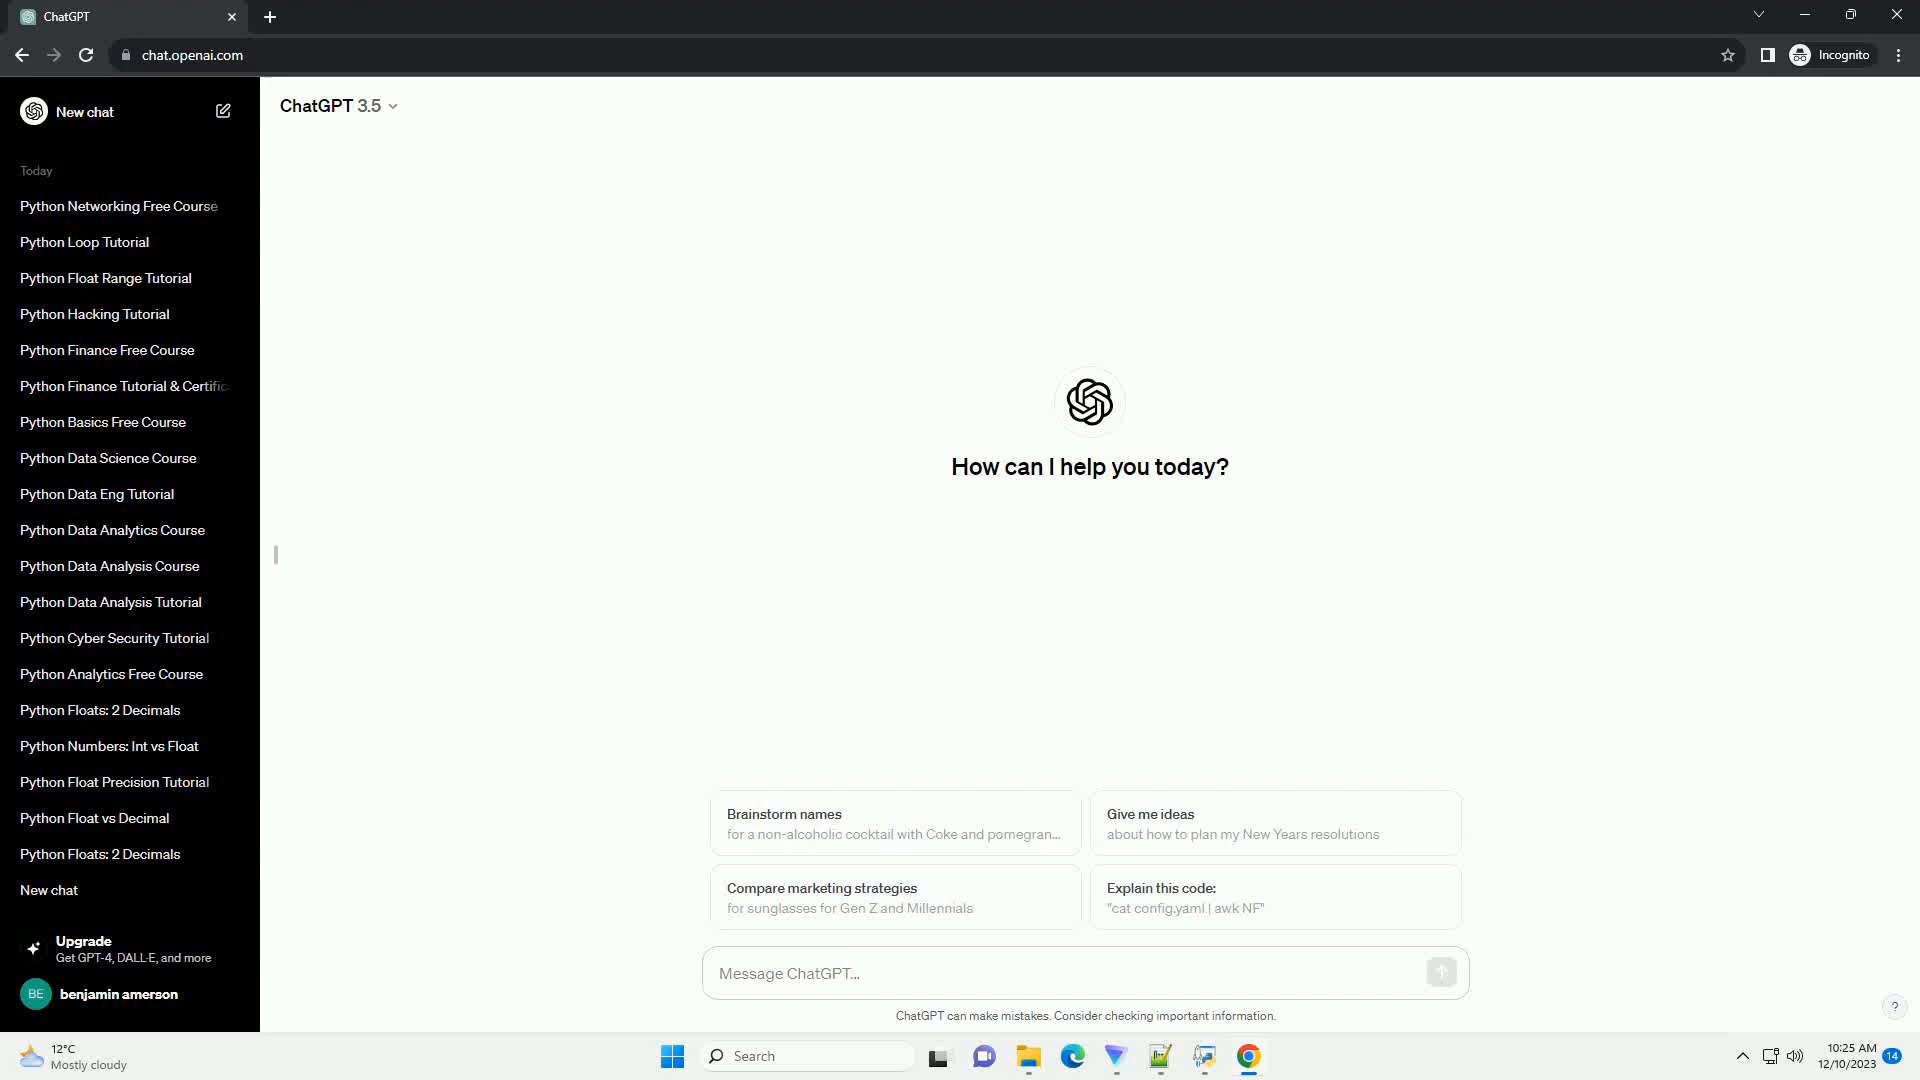 ChatGPT
chat.openai.com
Incognito
New chat
ChatGPT 3.5
Today
Python Networking Free Course
Python Loop Tutorial
Python Float Range Tutorial
Python Hacking Tutorial
Python Finance Free Course
Python Finance Tutorial & Certific
Python Basics Free Course
Python Data Science Course
Python Data Eng Tutorial
Python Data Analytics Course
Python Data Analysis Course
Python Data Analysis Tutorial
Python Cyber Security Tutorial
Python Analytics Free Course
Python Floats: 2 Decimals
Python Numbers: Int vs Float
Python Float Precision Tutorial
Python Float vs Decimal
Python Floats: 2 Decimals
New chat
Upgrade
Get GPT-4, DALL·E, and more
BE
benjamin amerson
How can I help you today?
Brainstorm names
for a non-alcoholic cocktail with Coke and pomegran...
Give me ideas
about how to plan my New Years resolutions
Compare marketing strategies
for sunglasses for Gen Z and Millennials
Explain this code:
"cat config.yaml | awk NF"
Message ChatGPT...
ChatGPT can make mistakes. Consider checking important information.
?
12°C
Mostly cloudy
Search
10:25 AM
12/10/2023
14